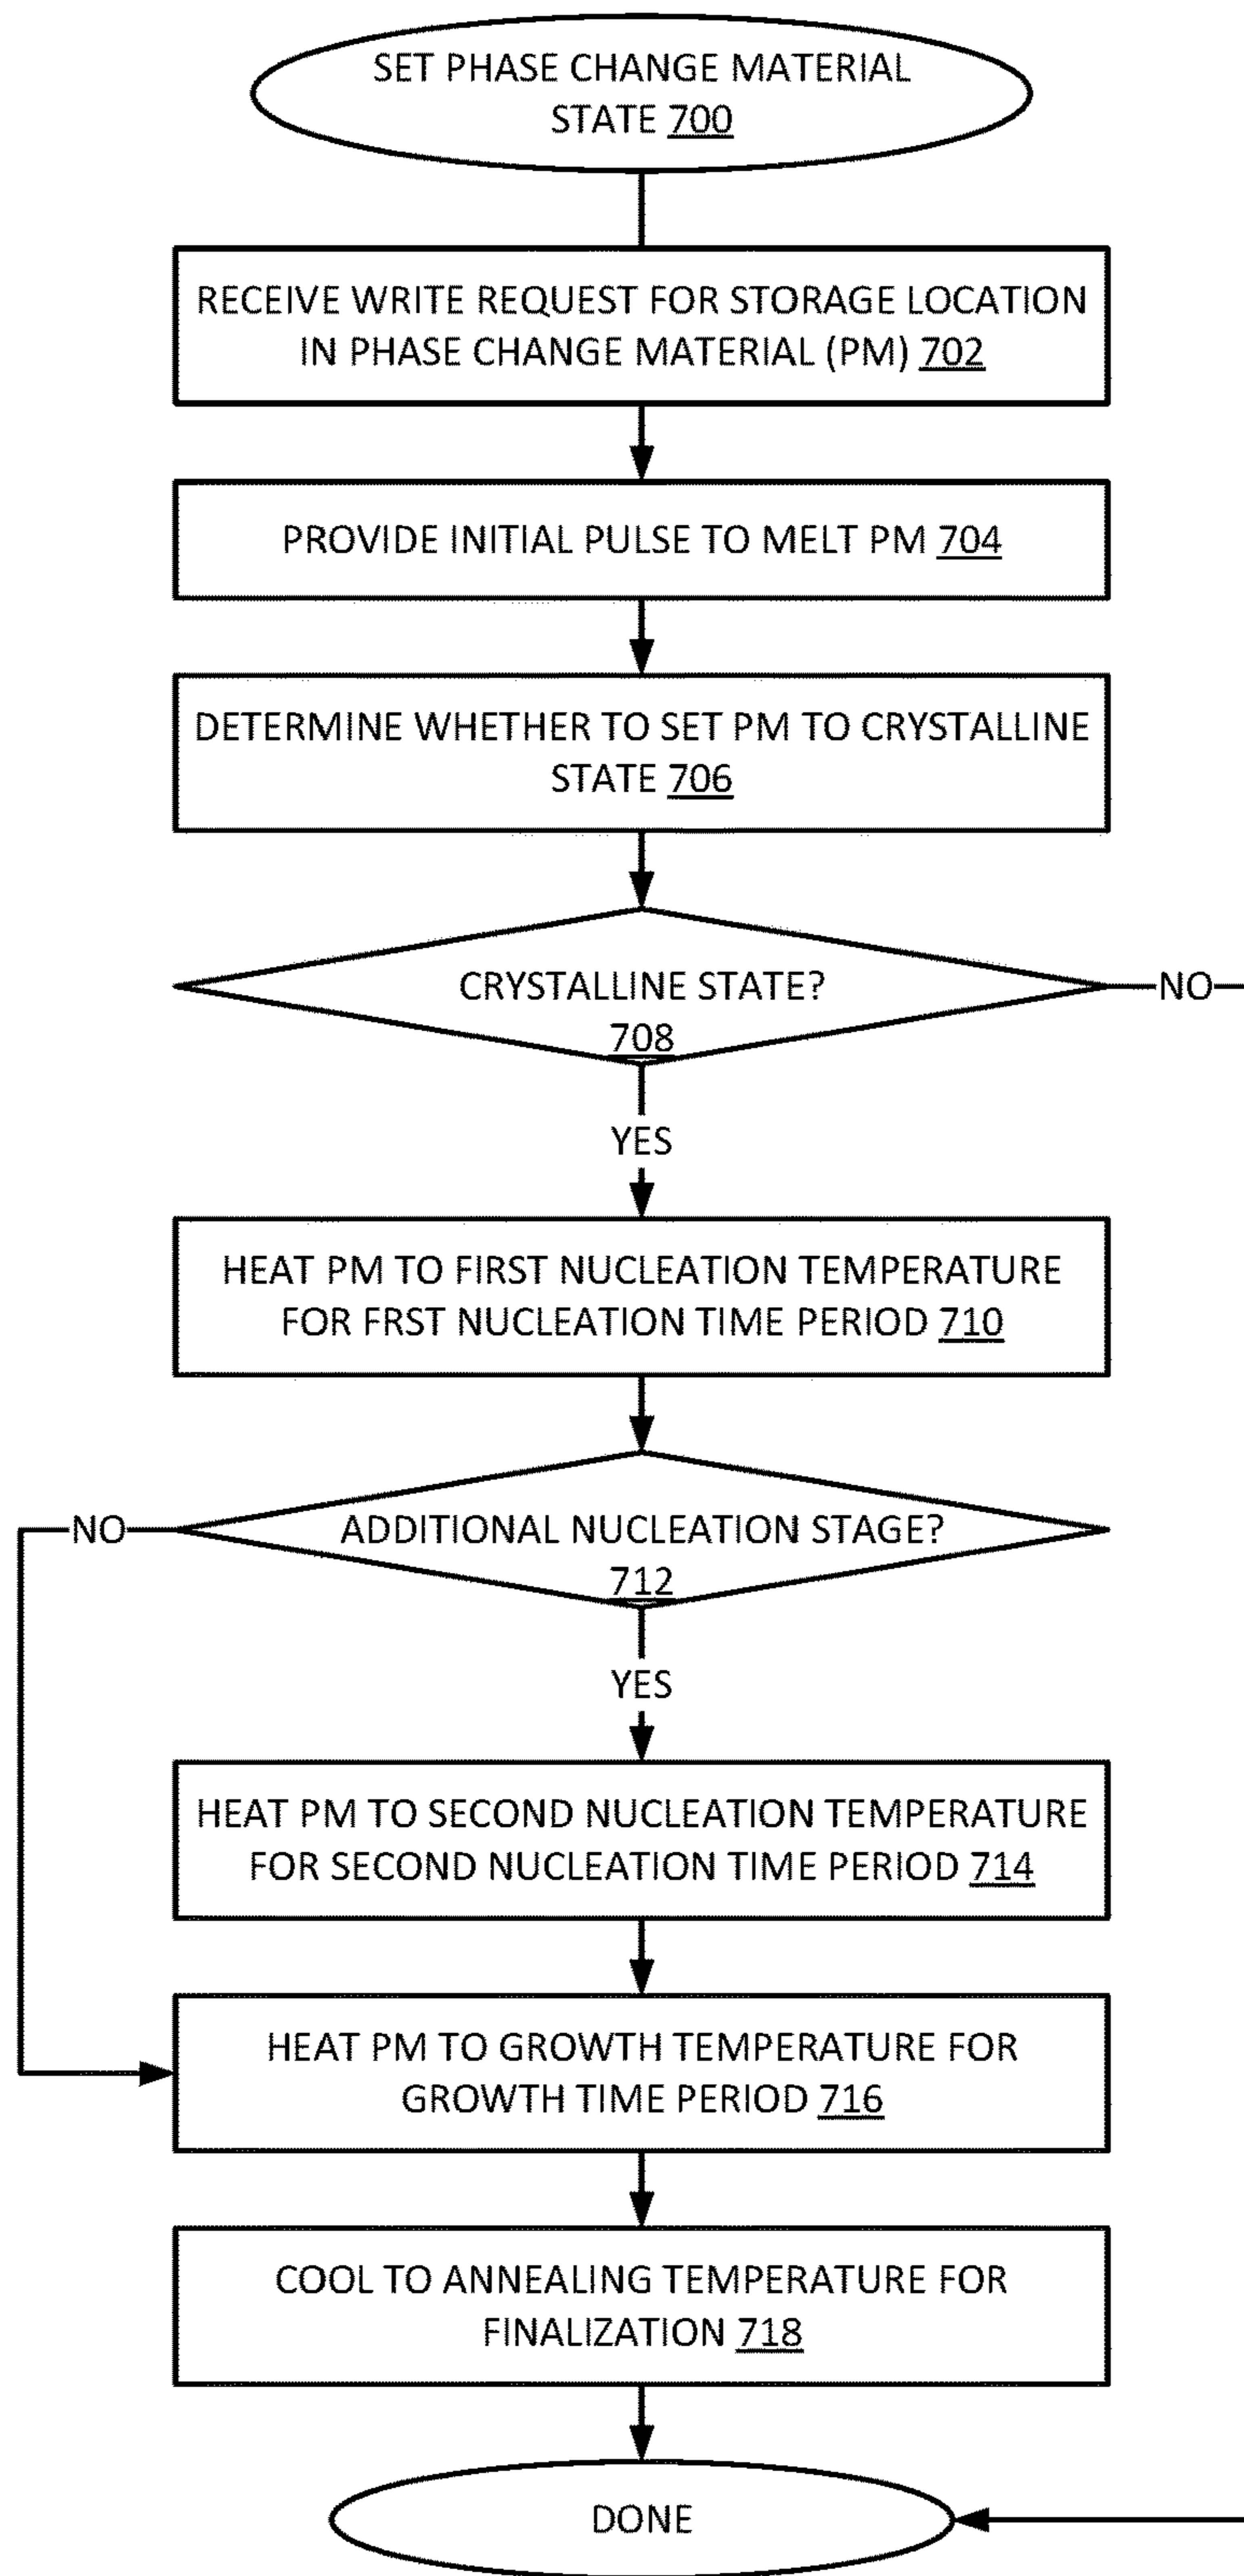 SET PHASE CHANGE MATERIAL
STATE 700
RECEIVE WRITE REQUEST FOR STORAGE LOCATION
IN PHASE CHANGE MATERIAL (PM) 702
PROVIDE INITIAL PULSE TO MELT PM 704
DETERMINE WHETHER TO SET PM TO CRYSTALLINE
STATE 706
CRYSTALLINE STATE?
708
NO
YES
HEAT PM TO FIRST NUCLEATION TEMPERATURE
FOR FRST NUCLEATION TIME PERIOD 710
NO
ADDITIONAL NUCLEATION STAGE?
712
YES
HEAT PM TO SECOND NUCLEATION TEMPERATURE
FOR SECOND NUCLEATION TIME PERIOD 714
HEAT PM TO GROWTH TEMPERATURE FOR
GROWTH TIME PERIOD 716
COOL TO ANNEALING TEMPERATURE FOR
FINALIZATION 718
DONE